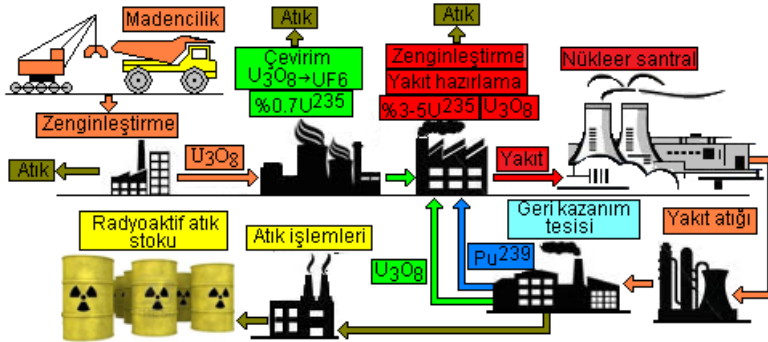 Madencilik
Atık
Atık
Çevirim
U₃O₈→UF6
%0.7U²³⁵
Zenginleştirme
Yakıt hazırlama
%3-5U²³⁵ U₃O₈
Nükleer santral
Zenginleştirme
Atık
U₃O₈
Yakıt
Radyoaktif atık
stoku
Atık işlemleri
Geri kazanım
tesisi
Yakıt atığı
Pu²³⁹
U₃O₈